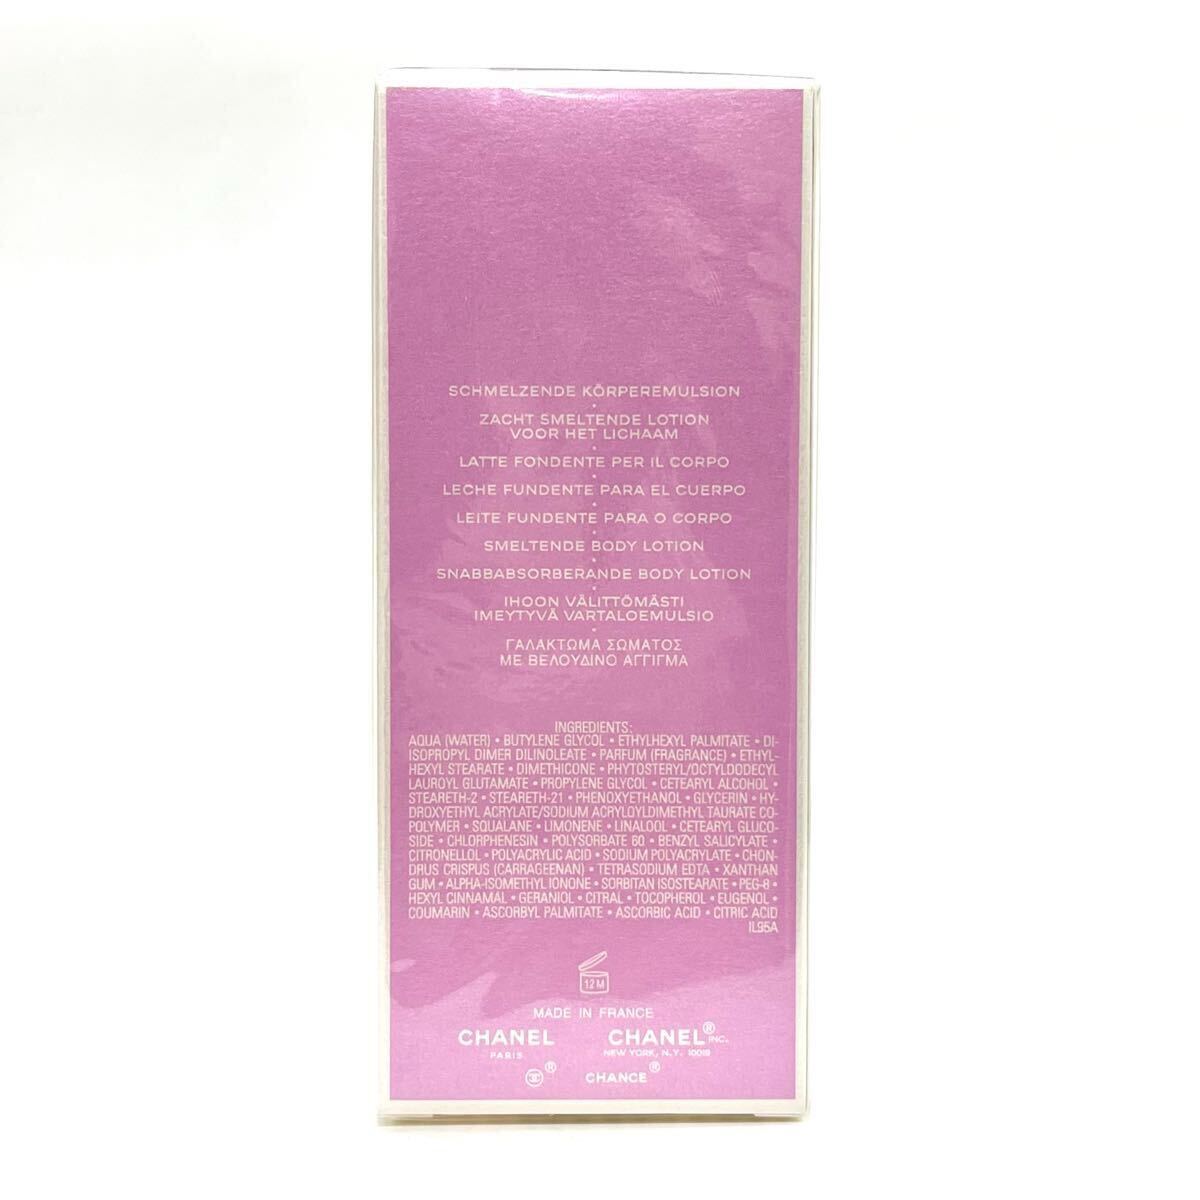 SCHMELZENDE KÖRPEREMULSION
•
ZACHT SMELTENDE LOTION
VOOR HET LICHAAM
•
LATTE FONDENTE PER IL CORPO
•
LECHE FUNDENTE PARA EL CUERPO
•
LEITE FUNDENTE PARA O CORPO
•
SMELTENDE BODY LOTION
•
SNABBABSORBERANDE BODY LOTION
•
IHOON VÄLITTÖMÄSTI
IMEYTYVÄ VARTALOEMULSIO
•
ΓΑΛΑΚΤΩΜΑ ΣΩΜΑΤΟΣ
ΜΕ ΒΕΛΟΥΔΙΝΟ ΑΓΓΙΓΜΑ
INGREDIENTS:
AQUA (WATER) • BUTYLENE GLYCOL • ETHYLHEXYL PALMITATE • DI-
ISOPROPYL DIMER DILINOLEATE • PARFUM (FRAGRANCE) • ETHYL-
HEXYL STEARATE • DIMETHICONE • PHYTOSTERYL/OCTYLDODECYL
LAUROYL GLUTAMATE • PROPYLENE GLYCOL • CETEARYL ALCOHOL •
STEARETH-2 • STEARETH-21 • PHENOXYETHANOL • GLYCERIN • HY-
DROXYETHYL ACRYLATE/SODIUM ACRYLOYLDIMETHYL TAURATE CO-
POLYMER • SQUALANE • LIMONENE • LINALOOL • CETEARYL GLUCO-
SIDE • CHLORPHENESIN • POLYSORBATE 60 • BENZYL SALICYLATE •
CITRONELLOL • POLYACRYLIC ACID • SODIUM POLYACRYLATE • CHON-
DRUS CRISPUS (CARRAGEENAN) • TETRASODIUM EDTA • XANTHAN
GUM • ALPHA-ISOMETHYL IONONE • SORBITAN ISOSTEARATE • PEG-8 •
HEXYL CINNAMAL • GERANIOL • CITRAL • TOCOPHEROL • EUGENOL •
COUMARIN • ASCORBYL PALMITATE • ASCORBIC ACID • CITRIC ACID
IL95A
12M
MADE IN FRANCE
CHANEL CHANEL® INC.
PARIS NEW YORK, N.Y. 10019
® CHANCE®